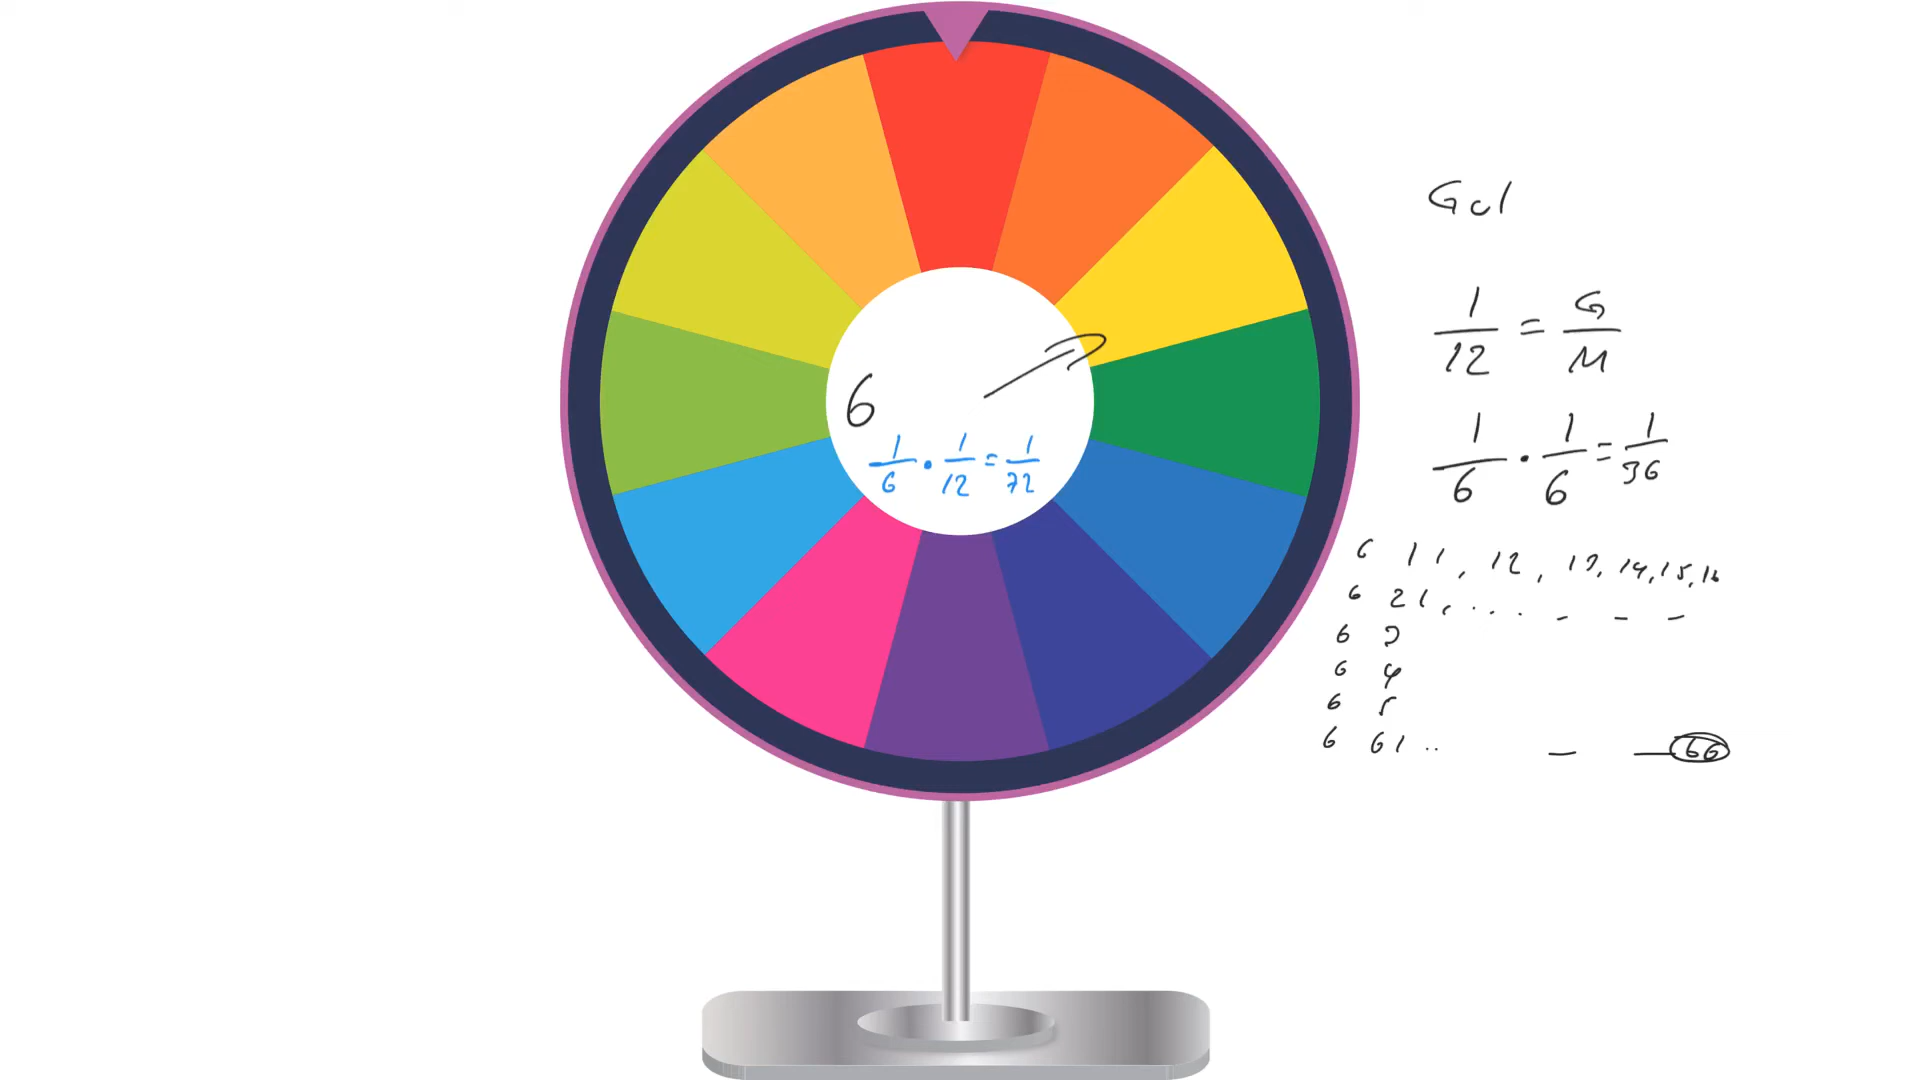 Gul
1/12 = G/M
1/6 · 1/6 = 1/36
6
1/6 · 1/12 = 1/72
6 11, 12, 13, 14, 15, 16
6 21, . . . - - -
6 3
6 4
6 5
6 61 .. — — 66